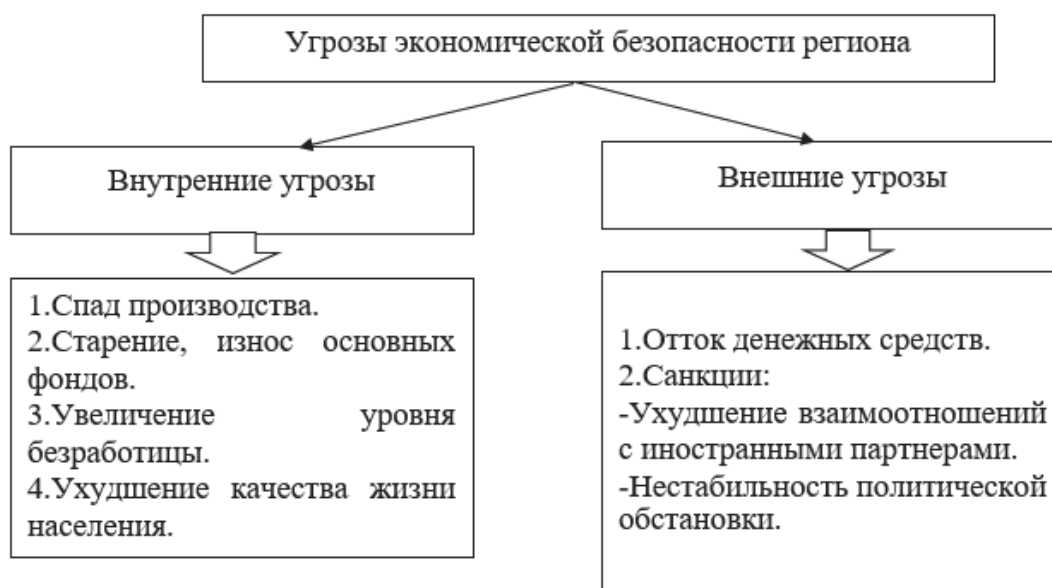 Угрозы экономической безопасности региона
Внутренние угрозы
Внешние угрозы
1.Спад производства.
2.Старение, износ основных
фондов.
3.Увеличение уровня
безработицы.
4.Ухудшение качества жизни
населения.
1.Отток денежных средств.
2.Санкции:
-Ухудшение взаимоотношений
с иностранными партнерами.
-Нестабильность политической
обстановки.